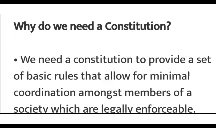 Why do we need a Constitution?
• We need a constitution to provide a set
of basic rules that allow for minimal
coordination amongst members of a
society which are legally enforceable.